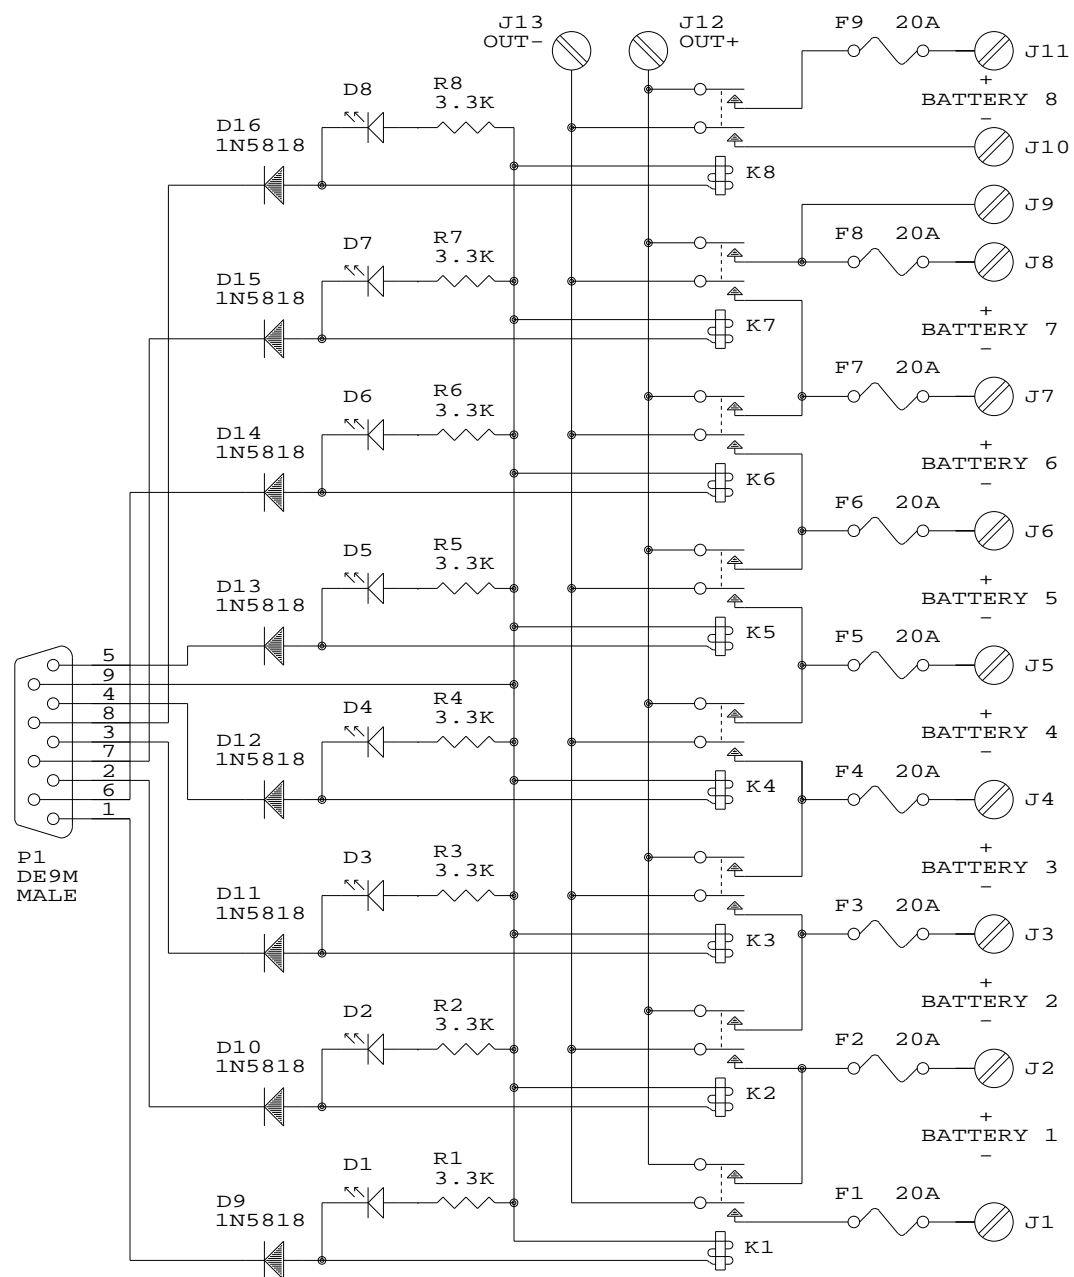 J13
OUT-
J12
OUT+
F9 20A
J11
+
BATTERY 8
-
J10
D8
R8
3.3K
D16
1N5818
K8
J9
F8 20A
J8
D7
R7
3.3K
D15
1N5818
K7
+
BATTERY 7
-
F7 20A
J7
D6
R6
3.3K
D14
1N5818
K6
+
BATTERY 6
-
F6 20A
J6
D5
R5
3.3K
D13
1N5818
K5
+
BATTERY 5
-
F5 20A
J5
5
9
4
8
3
7
2
6
1
P1
DE9M
MALE
D4
R4
3.3K
D12
1N5818
K4
+
BATTERY 4
-
F4 20A
J4
D3
R3
3.3K
D11
1N5818
K3
+
BATTERY 3
-
F3 20A
J3
D2
R2
3.3K
D10
1N5818
K2
+
BATTERY 2
-
F2 20A
J2
D1
R1
3.3K
D9
1N5818
K1
+
BATTERY 1
-
F1 20A
J1